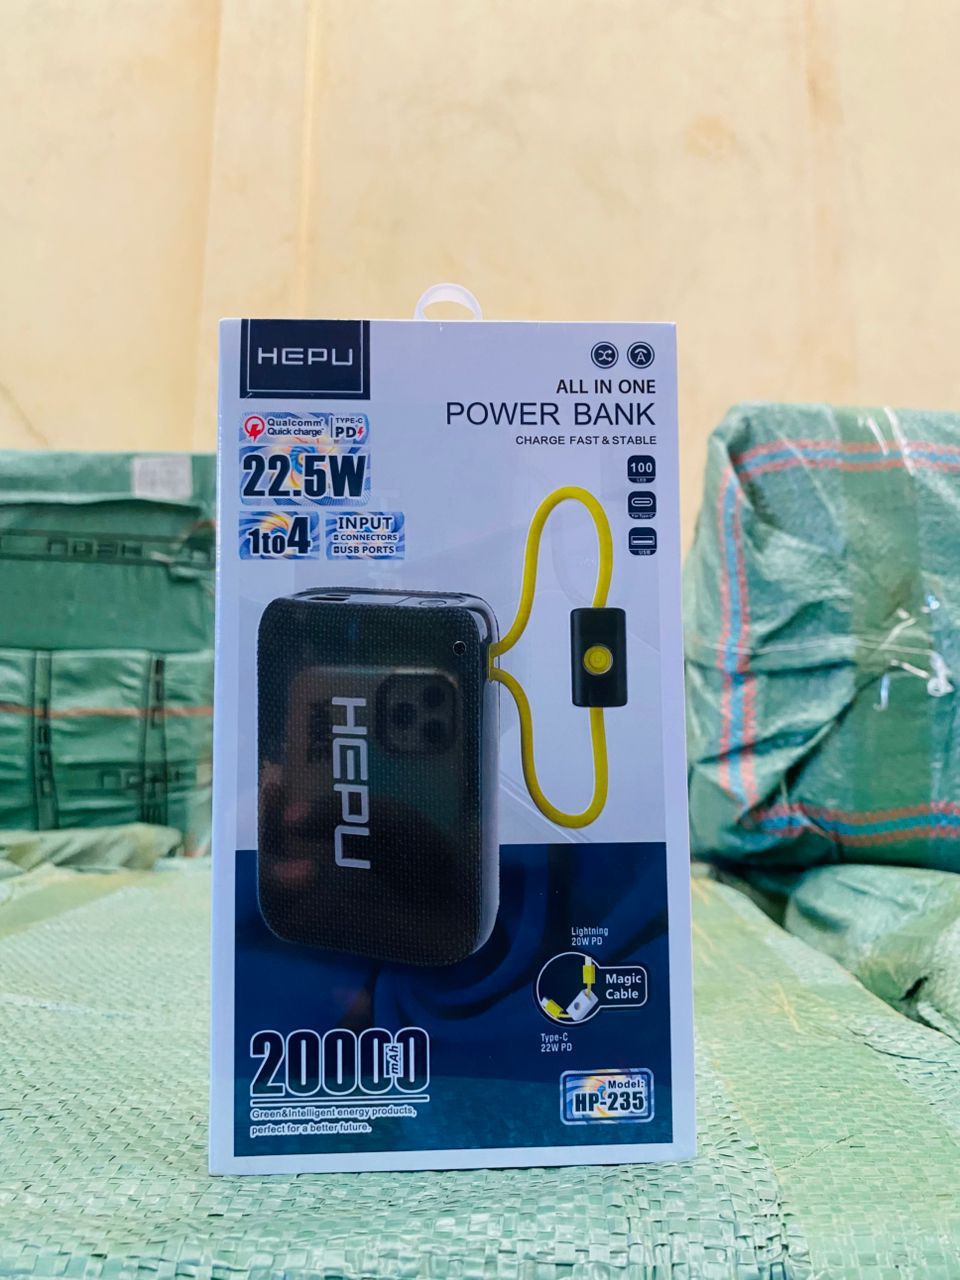 HEPU
ALL IN ONE
POWER BANK
CHARGE FAST & STABLE
Qualcomm
Quick charge
TYPE-C
PD
22.5W
1to4
INPUT
CONNECTORS
USB PORTS
100
LED
USB
HEPU
Lightning
20W PD
Magic
Cable
Type-C
22W PD
20000
mAh
Green&Intelligent energy products,
perfect for a better future.
Model:
HP-235